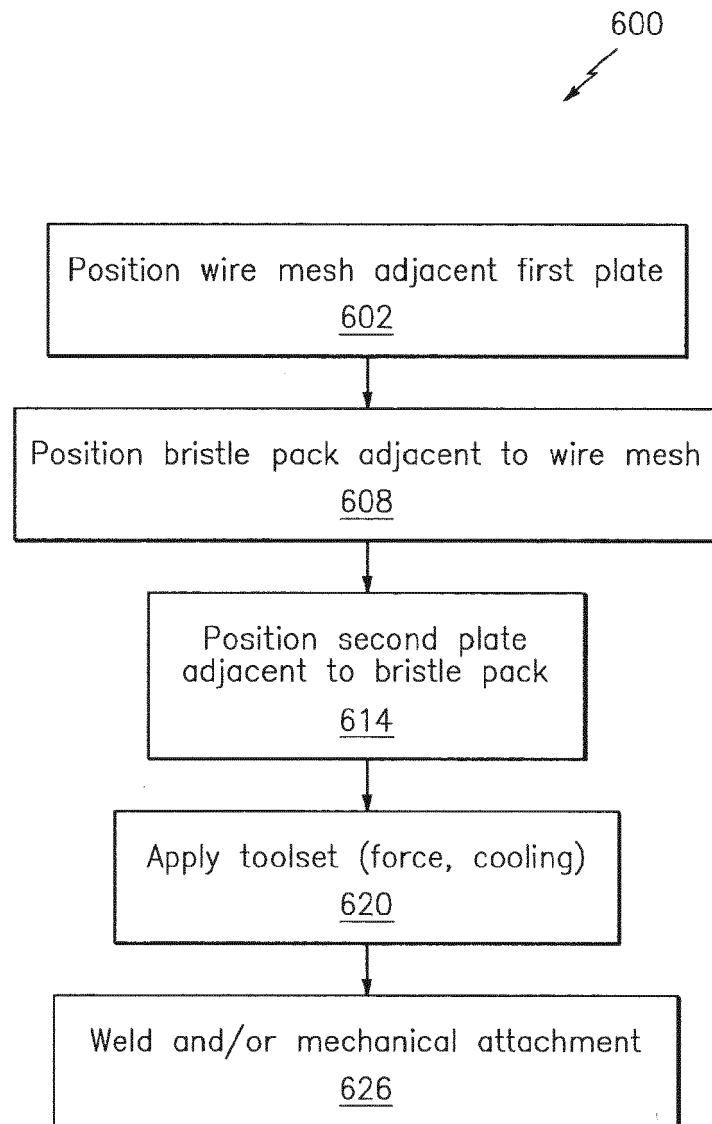 600
Position wire mesh adjacent first plate
602
Position bristle pack adjacent to wire mesh
608
Position second plate
adjacent to bristle pack
614
Apply toolset (force, cooling)
620
Weld and/or mechanical attachment
626